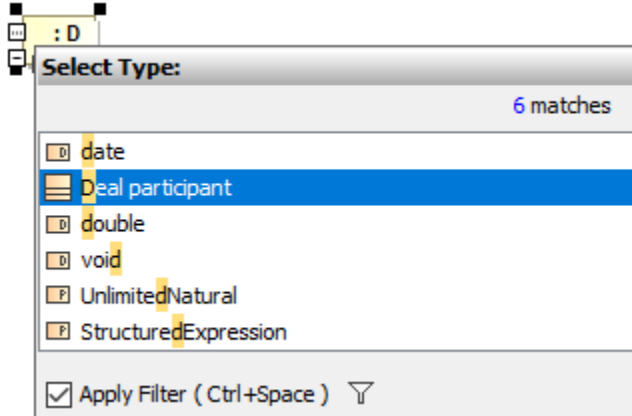 : D
Select Type:
6 matches
date
Deal participant
double
void
UnlimitedNatural
StructuredExpression
Apply Filter ( Ctrl+Space )